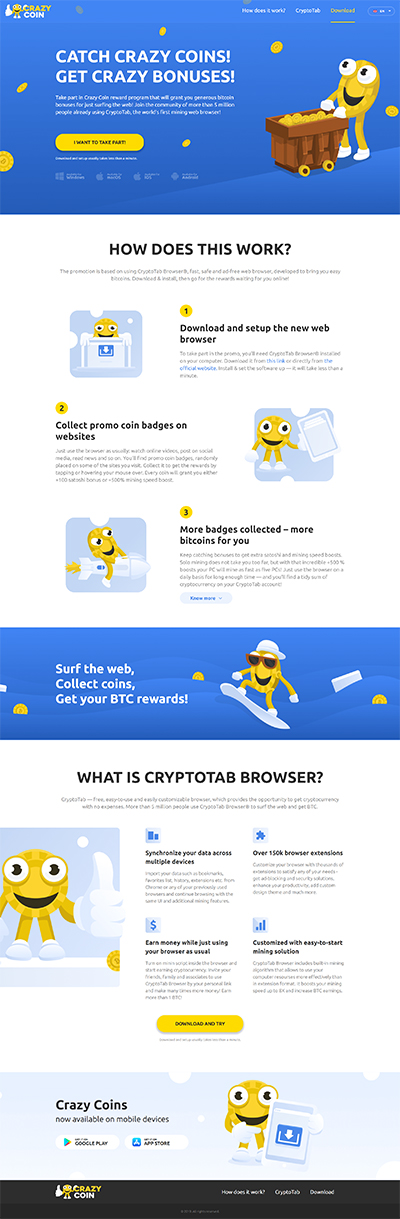 CRAZY
COIN
How does it work?
CryptoTab
Download
EN
CATCH CRAZY COINS!
GET CRAZY BONUSES!
Take part in Crazy Coin reward program that will grant you generous bitcoin
bonuses for just surfing the web! Join the community of more than 5 million
people already using CryptoTab, the world's first mining web browser!
I WANT TO TAKE PART!
Download and setup usually takes less than a minute.
WINDOWS
MACOS
IOS
ANDROID
HOW DOES THIS WORK?
The promotion is based on using CryptoTab Browser®, fast, safe and ad-free web browser, developed to bring you easy
bitcoins. Download & install, then go for the rewards waiting for you online!
1
Download and setup the new web
browser
To take part in the promo, you'll need CryptoTab Browser® installed
on your computer. Download it from this link or directly from the
official website. Install & set the software up — it will take less than a
minute.
2
Collect promo coin badges on
websites
Just use the browser as usually: watch online videos, post on social
media, read news and so on. You'll find promo coin badges, randomly
placed on some of the sites you visit. Collect it to get the rewards by
tapping or hovering your mouse over. Every coin will grant you either
+100 satoshi bonus or +500% mining speed boost.
3
More badges collected – more
bitcoins for you
Keep catching bonuses to get extra satoshi and mining speed boosts.
Solo mining does not take you too far, but with that incredible +500 %
boosts your PC will mine as fast as five PCs! Just use the browser on a
daily basis for long enough time — and you'll find a tidy sum of
cryptocurrency on your CryptoTab account!
Know more
Surf the web,
Collect coins,
Get your BTC rewards!
WHAT IS CRYPTOTAB BROWSER?
CryptoTab — Free, easy-to-use and easily customizable browser, which provides the opportunity to get cryptocurrency
with no expenses. More than 5 million people use CryptoTab Browser® to surf the web and get BTC.
Synchronize your data across
multiple devices
Import your data such as bookmarks,
favorites list, history, extensions etc. from
Chrome or any of your previously used
browsers and continue browsing with the
same UI and additional mining features.
Over 150k browser extensions
Customize your browser with thousands of
extensions to satisfy any of your needs -
get ad-blocking and security solutions,
enhance your productivity, add custom
design theme and much more
Earn money while just using
your browser as usual
Turn on mining script inside the browser and
start earning cryptocurrency. Invite your
friends, family and associates to use
CryptoTab Browser by your personal link
and make many times more money! Earn
more than 1 BTC!
Customized with easy-to-start
mining solution
CryptoTab Browser includes built-in mining
algorithm that allows to use your
computer resources more effectively than
in extension format. It boosts your mining
speed up to 8X and increase BTC earnings.
DOWNLOAD AND TRY
Download and setup usually takes less than a minute.
Crazy Coins
now available on mobile devices
GET IT ON
GOOGLE PLAY
GET IT ON
APP STORE
CRAZY
COIN
How does it work?
CryptoTab
Download